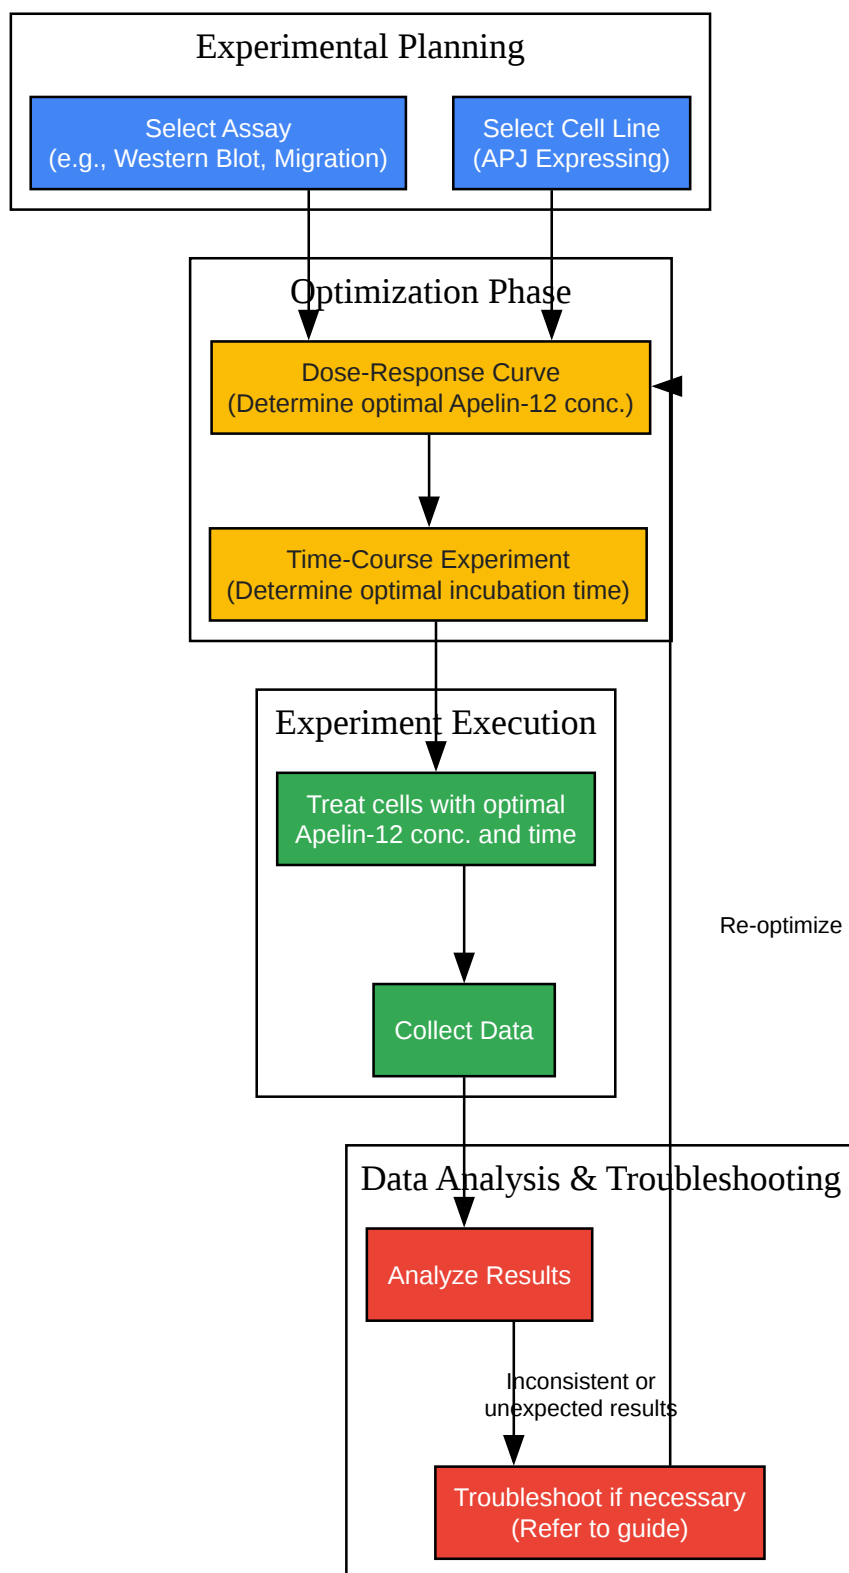 Experimental Planning
Select Assay
(e.g., Western Blot, Migration)
Select Cell Line
(APJ Expressing)
Optimization Phase
Dose-Response Curve
(Determine optimal Apelin-12 conc.)
Time-Course Experiment
(Determine optimal incubation time)
Experiment Execution
Treat cells with optimal
Apelin-12 conc. and time
Re-optimize
Collect Data
Data Analysis & Troubleshooting
Analyze Results
Inconsistent or
unexpected results
Troubleshoot if necessary
(Refer to guide)